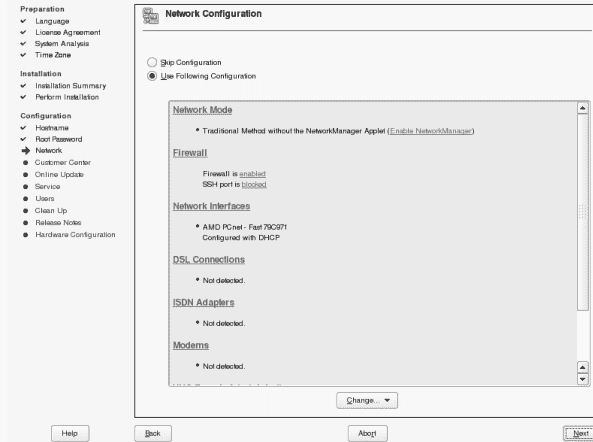 Preparation
Language
License Agreement
System Analysis
Time Zone
Installation
Installation Summary
Perform Installation
Configuration
Hostname
Root Password
Network
Customer Center
Online Update
Service
Users
Clean Up
Release Notes
Hardware Configuration
Network Configuration
Skip Configuration
Use Following Configuration
Network Mode
• Traditional Method without the NetworkManager Applet (Enable NetworkManager)
Firewall
Firewall is enabled
SSH port is blocked
Network Interfaces
• AMD PCnet - Fast 79C971
Configured with DHCP
DSL Connections
• Not detected.
ISDN Adapters
• Not detected.
Modems
• Not detected.
Change...
Help
Back
Abort
Next